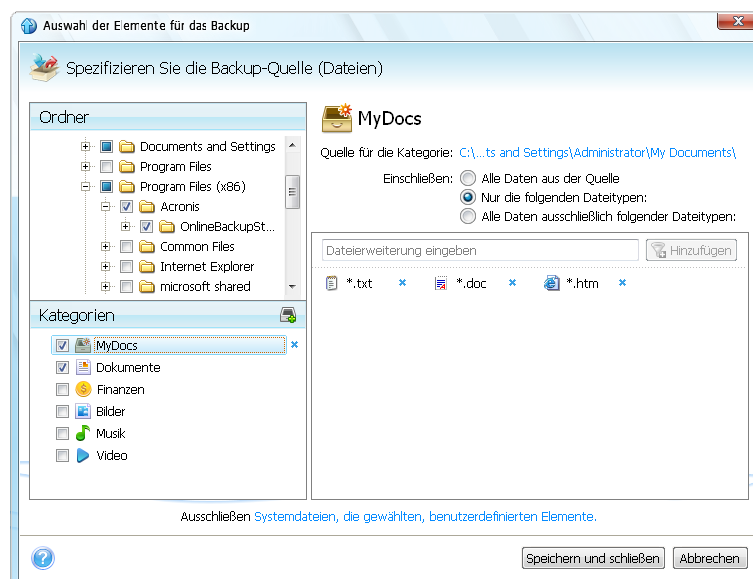 Auswahl der Elemente für das Backup
Spezifizieren Sie die Backup-Quelle (Dateien)
Ordner
Documents and Settings
Program Files
Program Files (x86)
Acronis
OnlineBackupSt...
Common Files
Internet Explorer
microsoft shared
Kategorien
MyDocs
Dokumente
Finanzen
Bilder
Musik
Video
MyDocs
Quelle für die Kategorie: C:\...ts and Settings\Administrator\My Documents\
Einschließen: Alle Daten aus der Quelle
Nur die folgenden Dateitypen:
Alle Daten ausschließlich folgender Dateitypen:
Dateierweiterung eingeben Hinzufügen
*.txt *.doc *.htm
Ausschließen Systemdateien, die gewählten, benutzerdefinierten Elemente.
Speichern und schließen Abbrechen